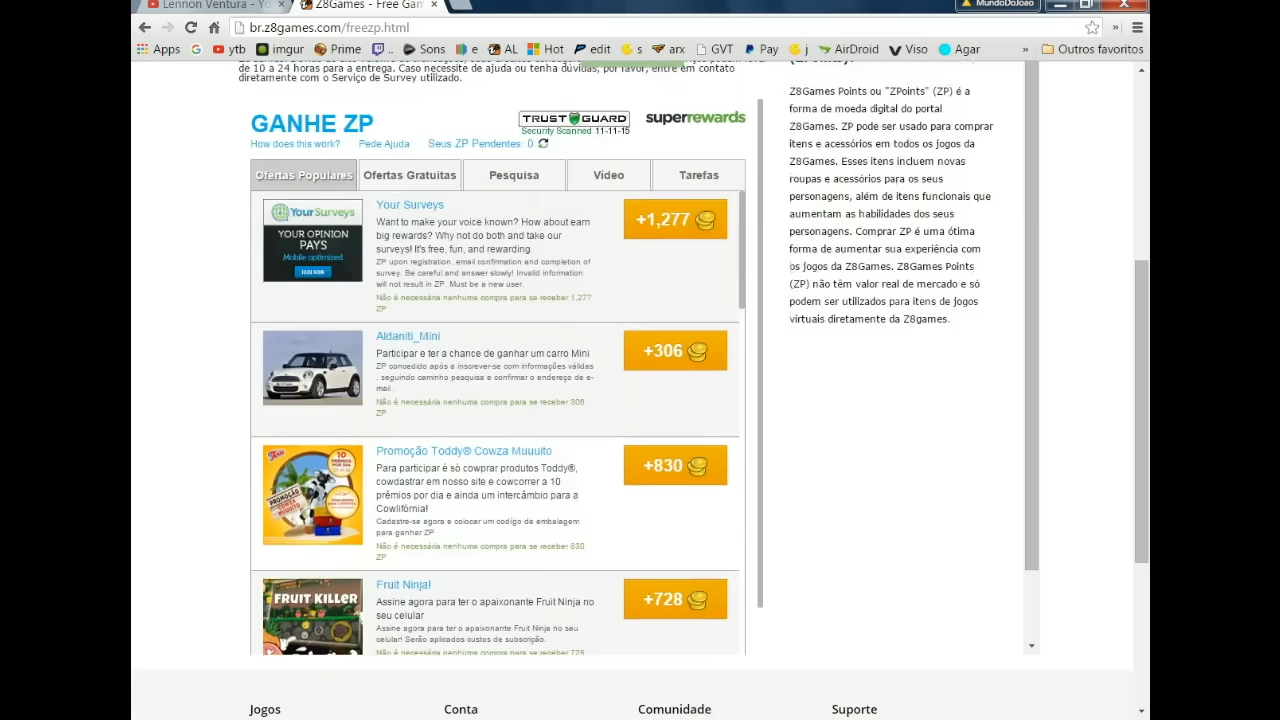 Lennon Ventura - Yo
Z8Games - Free Gam
MundoDoJoao
br.z8games.com/freezp.html
Apps
ytb
imgur
Prime
..
Sons
e
AL
Hot
edit
s
arx
GVT
Pay
j
AirDroid
Viso
Agar
»
Outros favoritos
de 10 a 24 horas para a entrega. Caso necessite de ajuda ou tenha dúvidas, por favor, entre em contato
diretamente com o Serviço de Survey utilizado.
GANHE ZP
TRUST GUARD
Security Scanned 11-11-15
superrewards
How does this work?
Pede Ajuda
Seus ZP Pendentes: 0
Ofertas Populares
Ofertas Gratuitas
Pesquisa
Vídeo
Tarefas
YourSurveys
YOUR OPINION
PAYS
Mobile optimized
JOIN NOW
Your Surveys
Want to make your voice known? How about earn
big rewards? Why not do both and take our
surveys! It's free, fun, and rewarding.
ZP upon registration, email confirmation and completion of
survey. Be careful and answer slowly! Invalid information
will not result in ZP. Must be a new user.
Não é necessária nenhuma compra para se receber 1,277
ZP
+1,277
Aldaniti_Mini
Participar e ter a chance de ganhar um carro Mini
ZP concedido após a inscrever-se com informações válidas
, seguindo caminho pesquisa e confirmar o endereço de e-
mail .
Não é necessária nenhuma compra para se receber 306
ZP
+306
10
PRÊMIOS
POR DIA
PROMOÇÃO
COWZA
MUUUITO
Promoção Toddy® Cowza Muuuito
Para participar é só cowprar produtos Toddy®,
cowdastrar em nosso site e cowcorrer a 10
prêmios por dia e ainda um intercâmbio para a
Cowlifórnia!
Cadastre-se agora e colocar um codigo de embalagem
para ganhar ZP
Não é necessária nenhuma compra para se receber 830
ZP
+830
FRUIT KILLER
Fruit Ninja!
Assine agora para ter o apaixonante Fruit Ninja no
seu celular
Assine agora para ter o apaixonante Fruit Ninja no seu
celular! Serão aplicados custos de subscrição.
Não é necessária nenhuma compra para se receber 728
+728
Z8Games Points ou "ZPoints" (ZP) é a
forma de moeda digital do portal
Z8Games. ZP pode ser usado para comprar
itens e acessórios em todos os jogos da
Z8Games. Esses itens incluem novas
roupas e acessórios para os seus
personagens, além de itens funcionais que
aumentam as habilidades dos seus
personagens. Comprar ZP é uma ótima
forma de aumentar sua experiência com
os jogos da Z8Games. Z8Games Points
(ZP) não têm valor real de mercado e só
podem ser utilizados para itens de jogos
virtuais diretamente da Z8games.
Jogos
Conta
Comunidade
Suporte